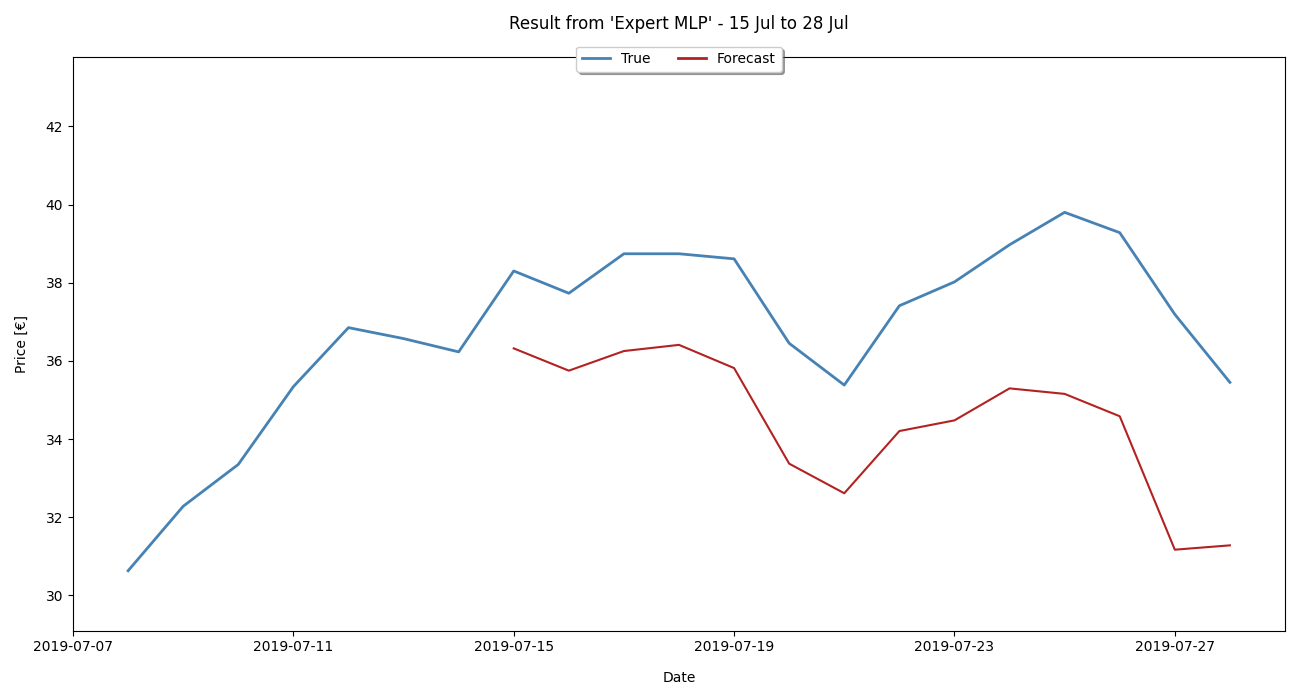 Result from 'Expert MLP' - 15 Jul to 28 Jul
True Forecast
Price [€]
42
40
38
36
34
32
30
2019-07-07 2019-07-11 2019-07-15 2019-07-19 2019-07-23 2019-07-27
Date